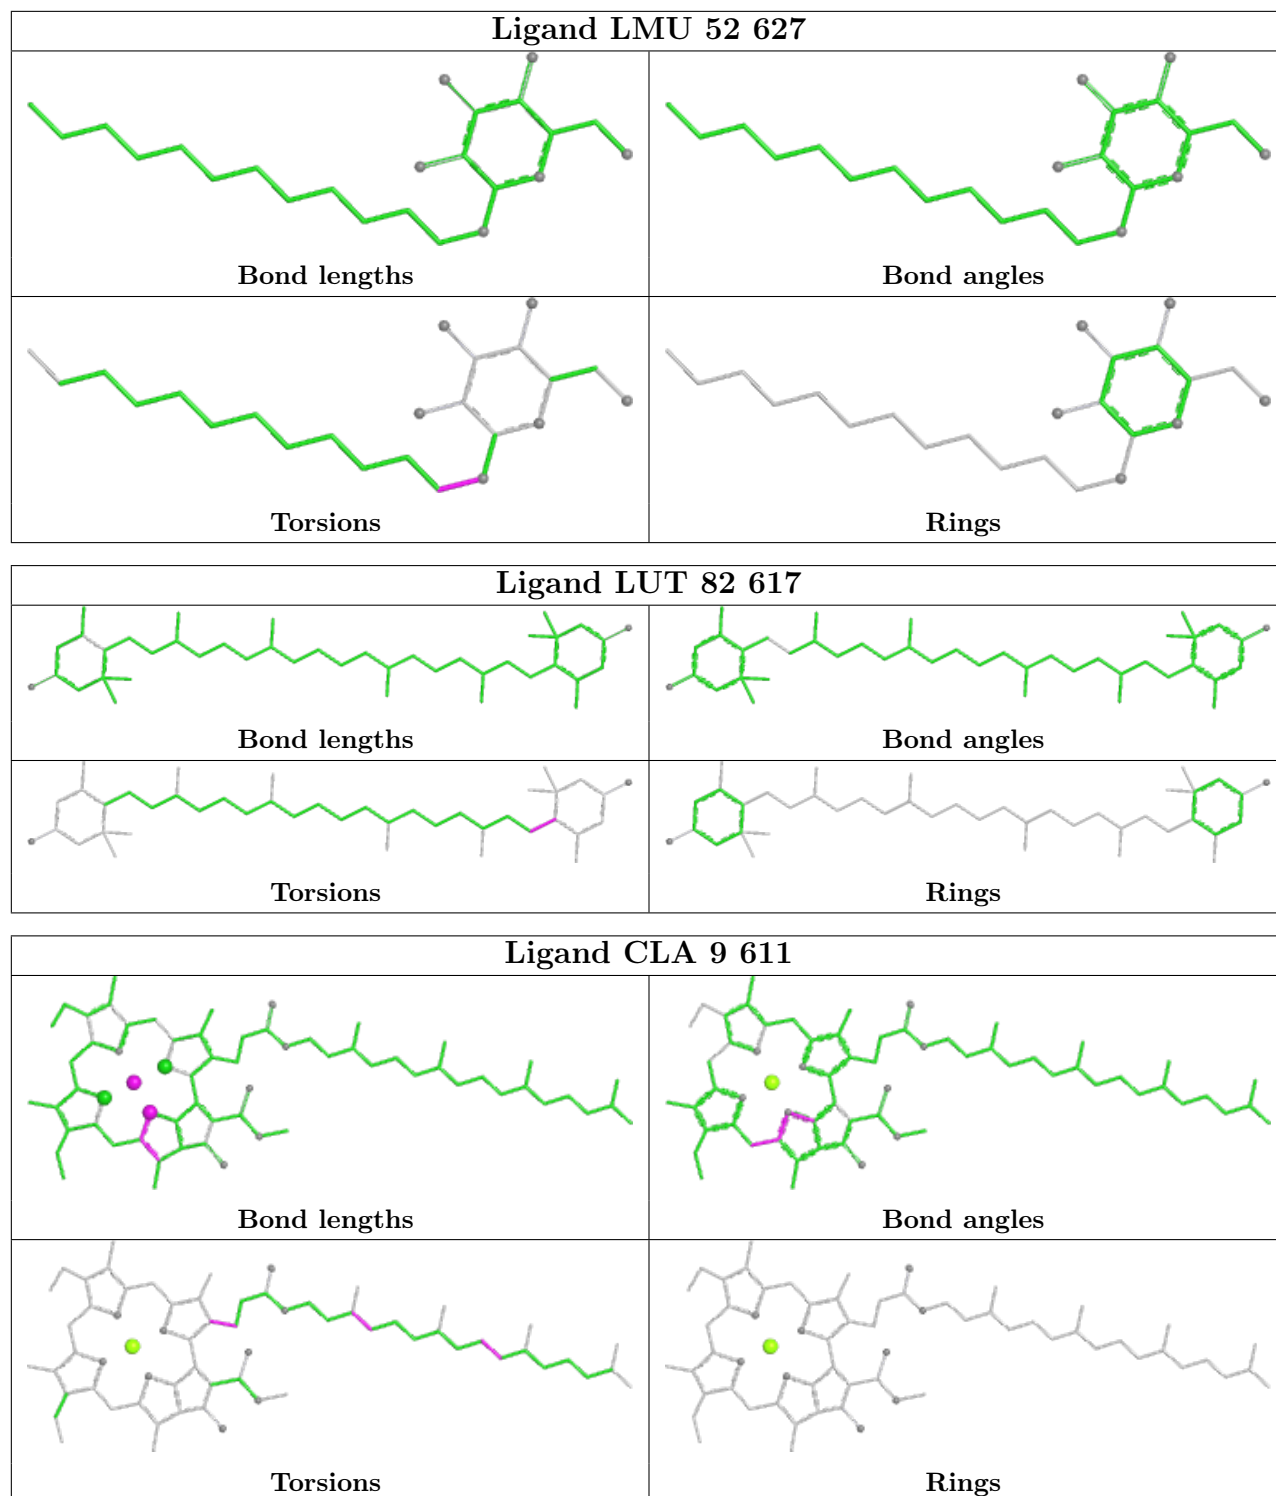 Ligand LMU 52 627
Bond lengths
Bond angles
Torsions
Rings
Ligand LUT 82 617
Bond lengths
Bond angles
Torsions
Rings
Ligand CLA 9 611
Bond lengths
Bond angles
Torsions
Rings